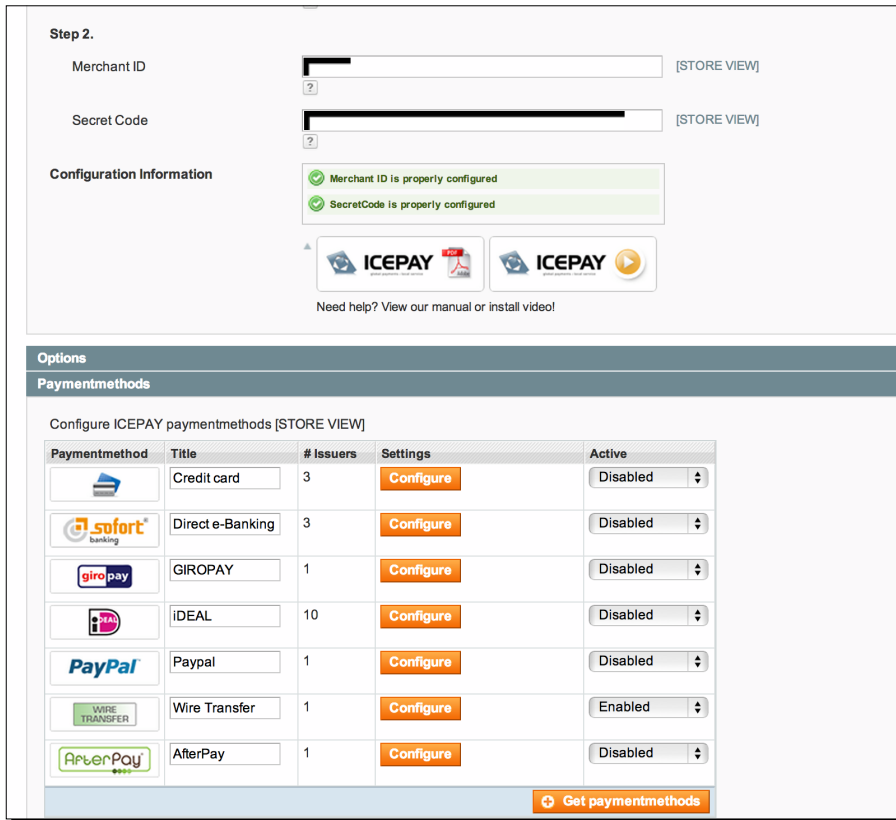 Step 2.
Merchant ID [STORE VIEW]
?
Secret Code [STORE VIEW]
?
Configuration Information
Merchant ID is properly configured
SecretCode is properly configured
ICEPAY PDF ICEPAY
Need help? View our manual or install video!
Options
Paymentmethods
Configure ICEPAY paymentmethods [STORE VIEW]
Paymentmethod Title # Issuers Settings Active
Credit card 3 Configure Disabled
sofort banking Direct e-Banking 3 Configure Disabled
giropay GIROPAY 1 Configure Disabled
iDEAL iDEAL 10 Configure Disabled
PayPal Paypal 1 Configure Disabled
WIRE TRANSFER Wire Transfer 1 Configure Enabled
AfterPay AfterPay 1 Configure Disabled
Get paymentmethods